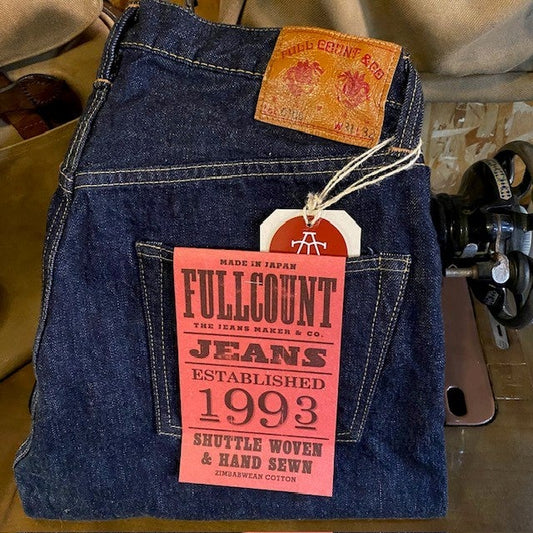 FULL COUNT & CO
MADE IN JAPAN
FULLCOUNT
THE JEANS MAKER & CO.
JEANS
ESTABLISHED
1993
SHUTTLE WOVEN
& HAND SEWN
ZIMBABWEAN COTTON